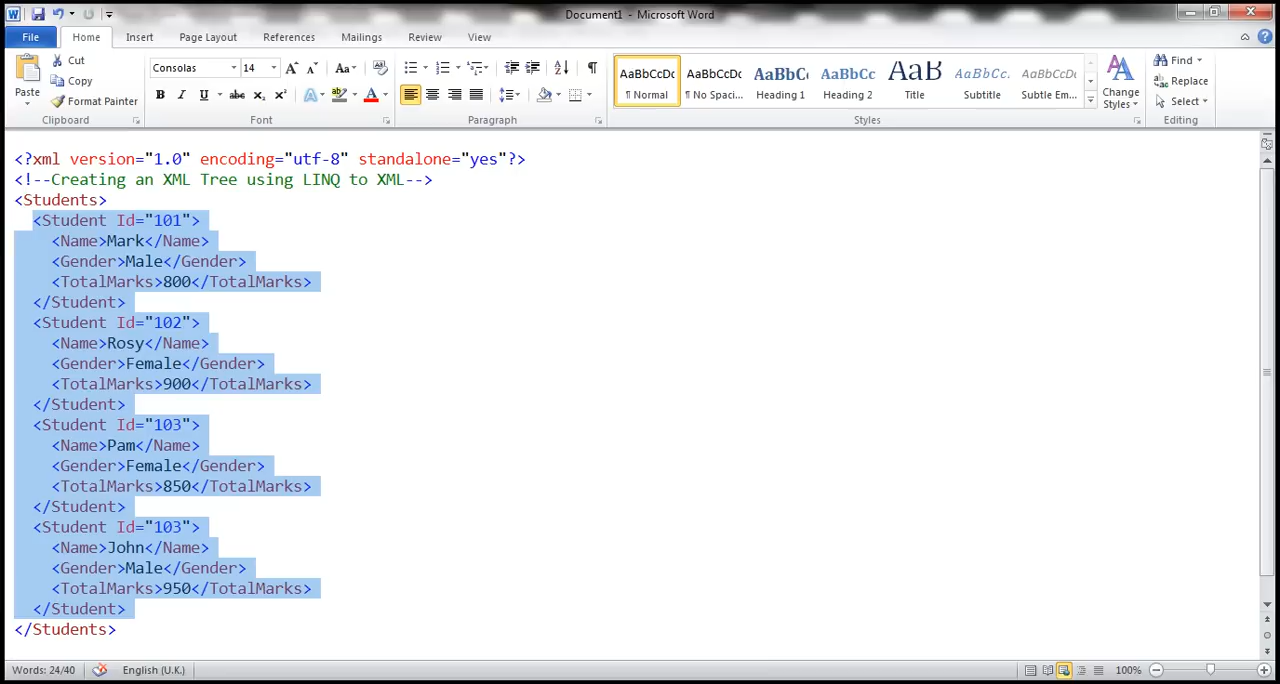 Document1 - Microsoft Word
File Home Insert Page Layout References Mailings Review View
Paste
Cut
Copy
Format Painter
Clipboard
Consolas 14
Font
Paragraph
AaBbCcDc AaBbCcDc AaBbC AaBbCc AaB AaBbCc. AaBbCcDc
¶ Normal ¶ No Spaci... Heading 1 Heading 2 Title Subtitle Subtle Em...
Change Styles
Styles
Find
Replace
Select
Editing
<?xml version="1.0" encoding="utf-8" standalone="yes"?>
<!--Creating an XML Tree using LINQ to XML-->
<Students>
<Student Id="101">
<Name>Mark</Name>
<Gender>Male</Gender>
<TotalMarks>800</TotalMarks>
</Student>
<Student Id="102">
<Name>Rosy</Name>
<Gender>Female</Gender>
<TotalMarks>900</TotalMarks>
</Student>
<Student Id="103">
<Name>Pam</Name>
<Gender>Female</Gender>
<TotalMarks>850</TotalMarks>
</Student>
<Student Id="103">
<Name>John</Name>
<Gender>Male</Gender>
<TotalMarks>950</TotalMarks>
</Student>
</Students>
Words: 24/40 English (U.K.) 100%